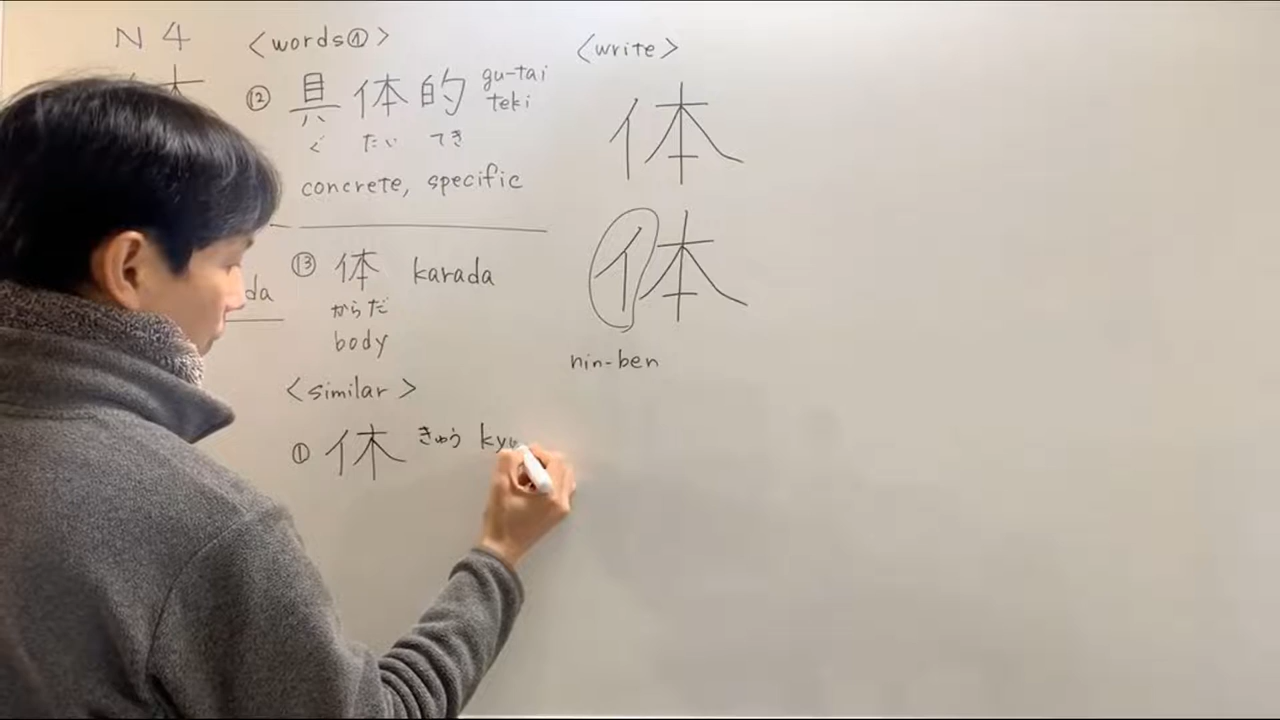 N4
<words①>
⑫ 具体的 gu-tai
teki
ぐ たい てき
concrete, specific
da
⑬ 体 karada
からだ
body
<similar>
① 休 きゅう kyu
<write>
体
体
nin-ben